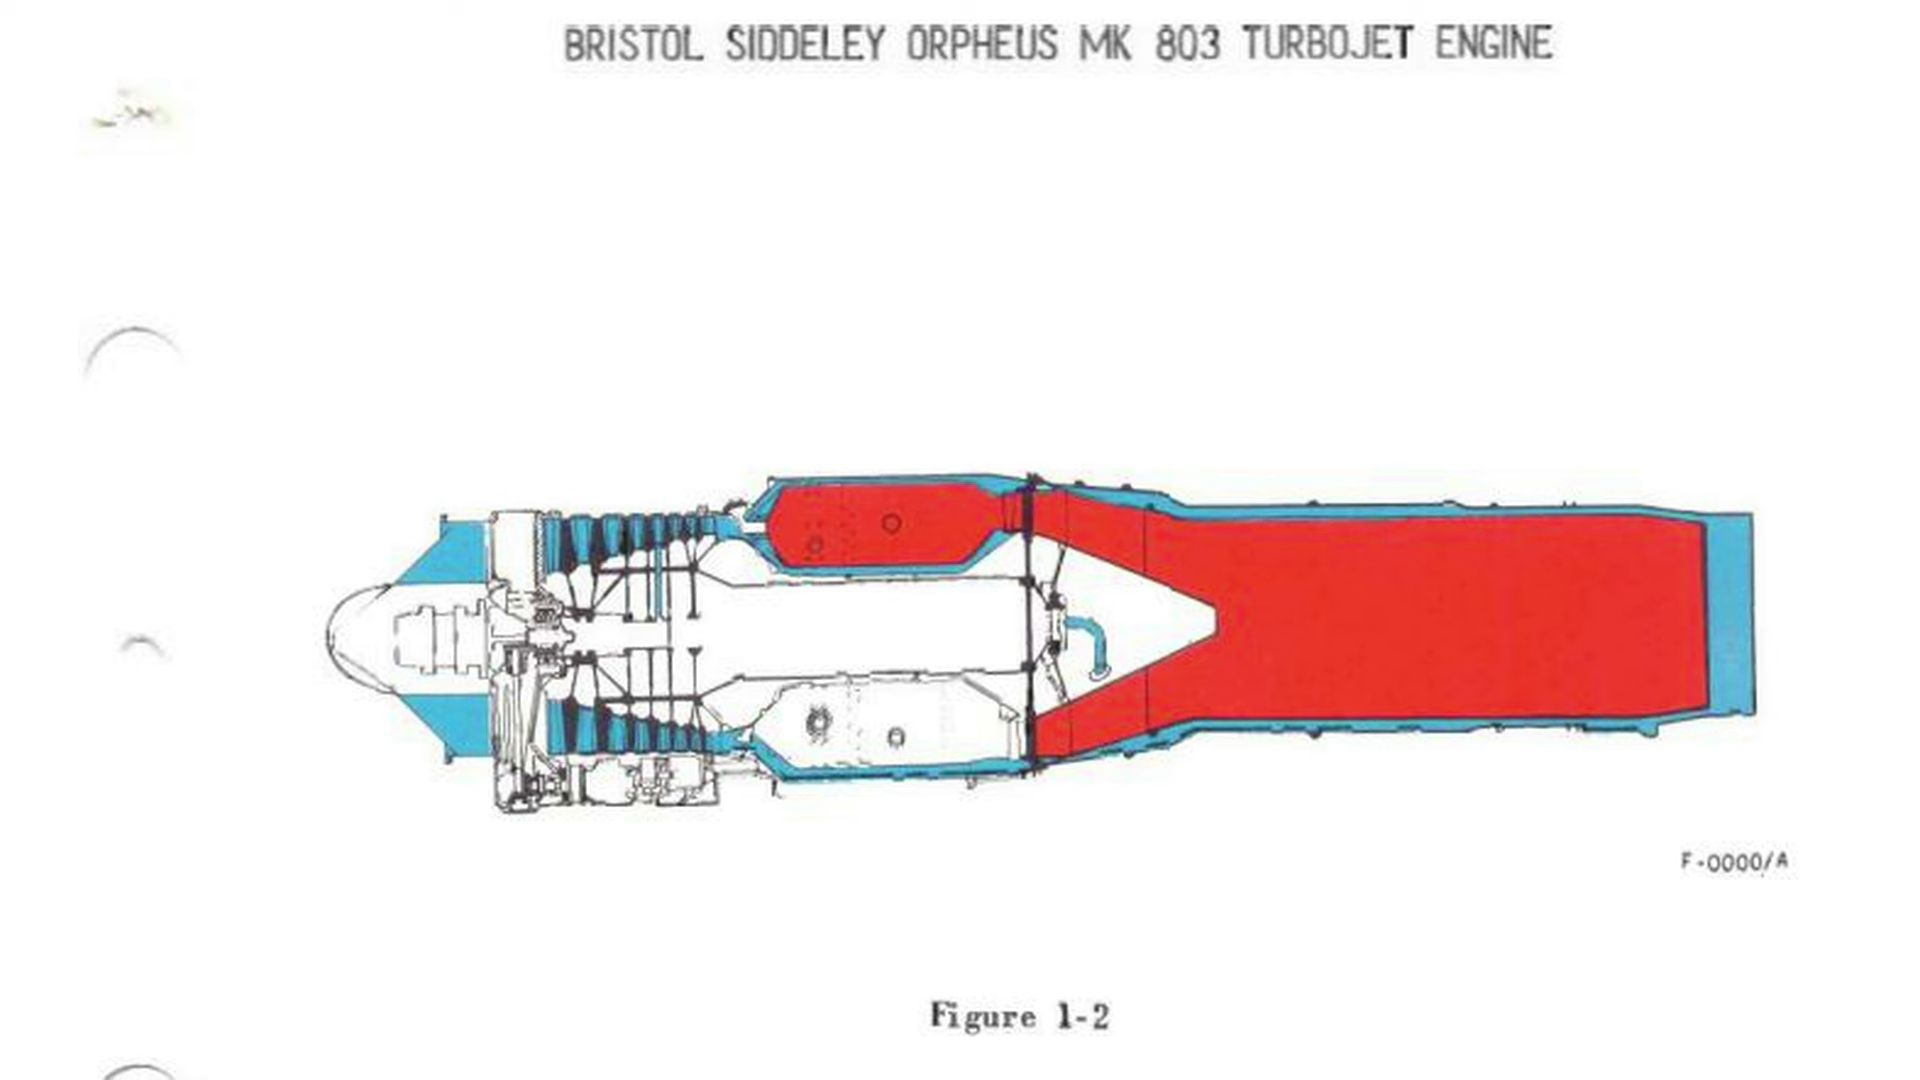 BRISTOL SIDDELEY ORPHEUS MK 803 TURBOJET ENGINE
F-0000/A
Figure 1-2